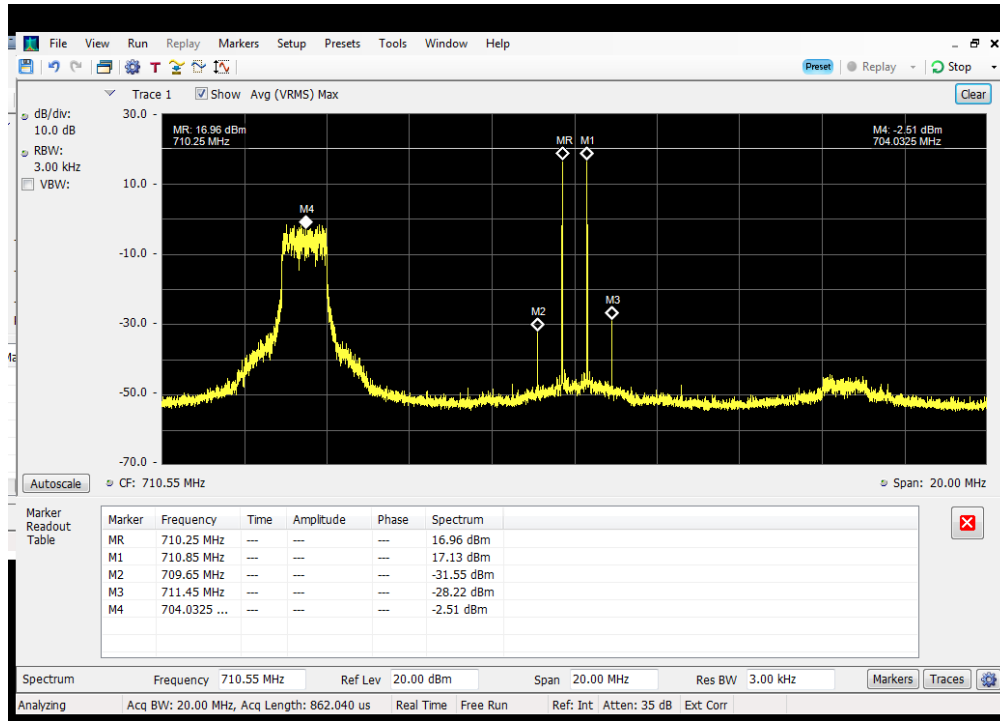 File View Run Replay Markers Setup Presets Tools Window Help
Preset Replay Stop
Trace 1 Show Avg (VRMS) Max Clear
dB/div:
10.0 dB
RBW:
3.00 kHz
VBW:
30.0
10.0
-10.0
-30.0
-50.0
-70.0
MR: 16.96 dBm
710.25 MHz
M4: -2.51 dBm
704.0325 MHz
MR M1
M4
M2
M3
Autoscale CF: 710.55 MHz Span: 20.00 MHz
Marker
Readout
Table
Marker Frequency Time Amplitude Phase Spectrum
MR 710.25 MHz --- --- --- 16.96 dBm
M1 710.85 MHz --- --- --- 17.13 dBm
M2 709.65 MHz --- --- --- -31.55 dBm
M3 711.45 MHz --- --- --- -28.22 dBm
M4 704.0325 ... --- --- --- -2.51 dBm
Spectrum Frequency 710.55 MHz Ref Lev 20.00 dBm Span 20.00 MHz Res BW 3.00 kHz Markers Traces
Analyzing Acq BW: 20.00 MHz, Acq Length: 862.040 us Real Time Free Run Ref: Int Atten: 35 dB Ext Corr